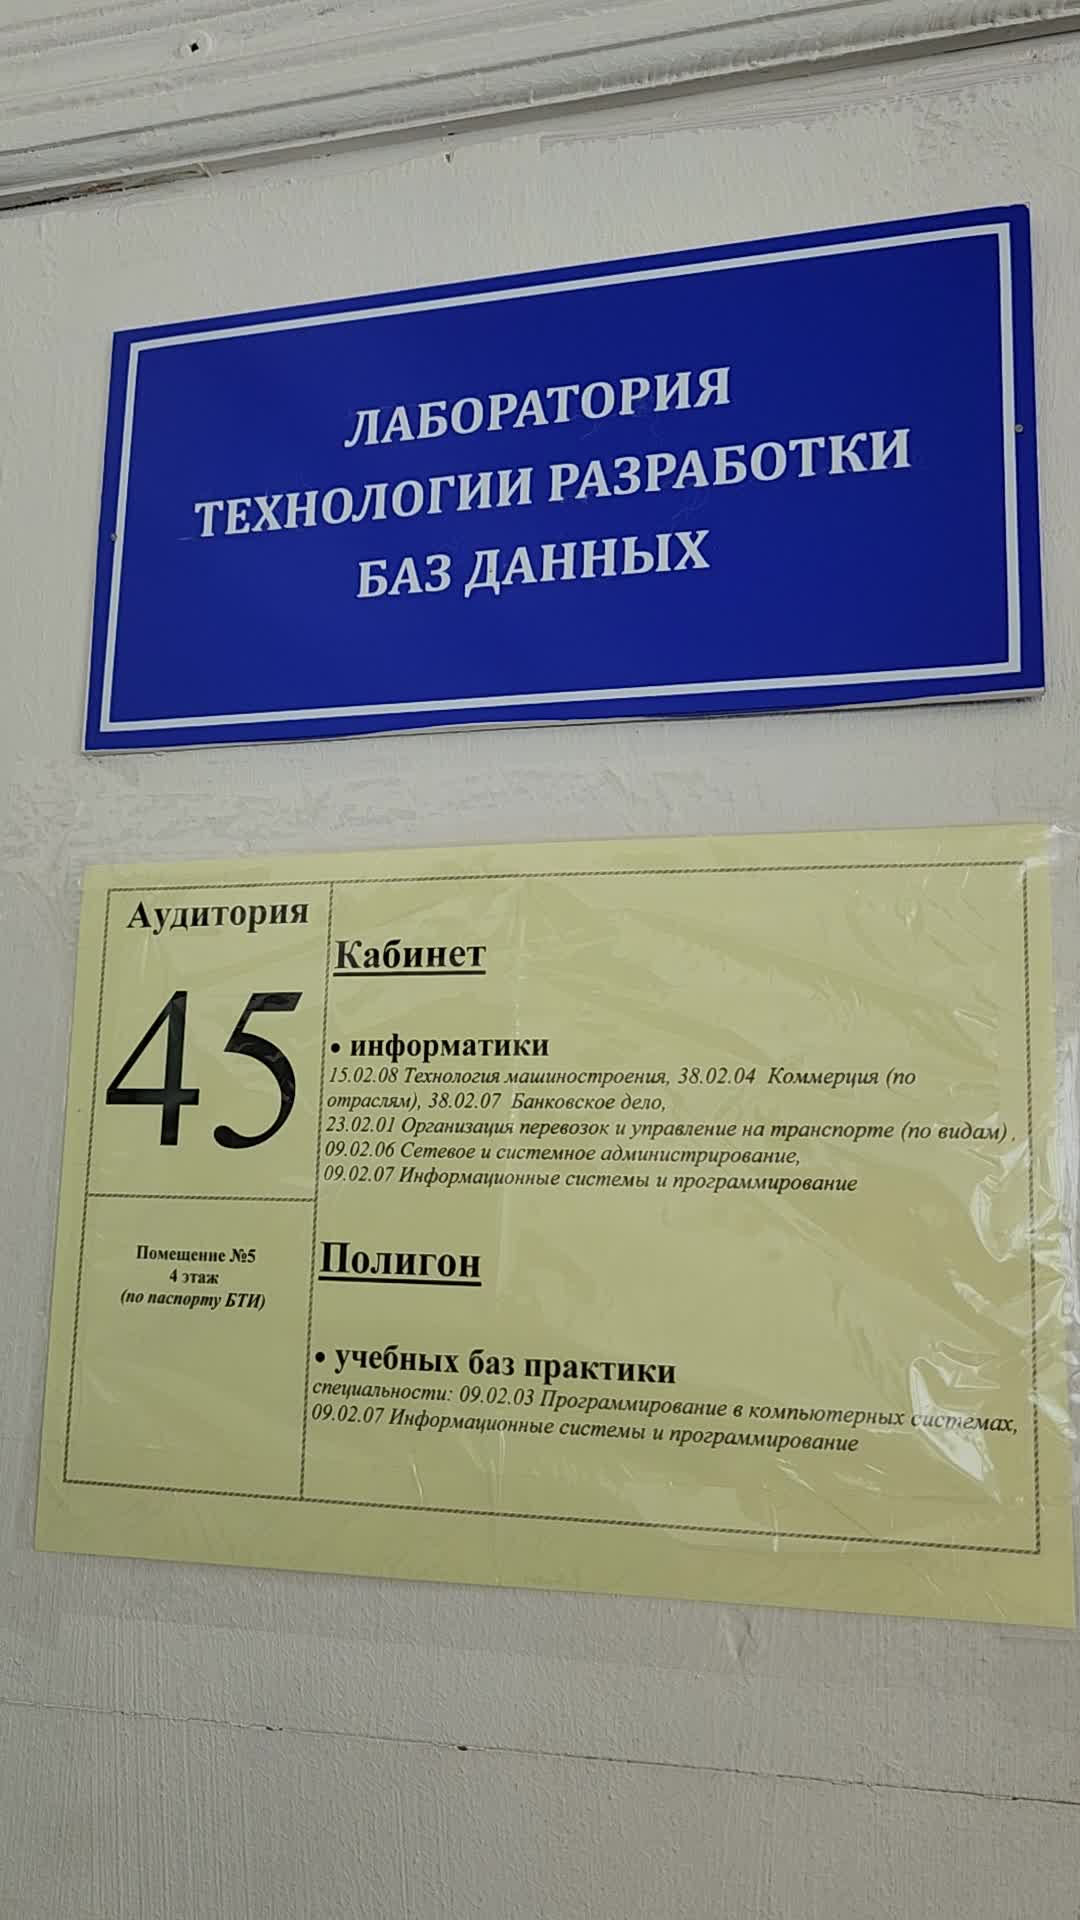 ЛАБОРАТОРИЯ
ТЕХНОЛОГИИ РАЗРАБОТКИ
БАЗ ДАННЫХ
Аудитория
45
Помещение №5
4 этаж
(по паспорту БТИ)
Кабинет
• информатики
15.02.08 Технология машиностроения, 38.02.04 Коммерция (по
отраслям), 38.02.07 Банковское дело,
23.02.01 Организация перевозок и управление на транспорте (по видам),
09.02.06 Сетевое и системное администрирование,
09.02.07 Информационные системы и программирование
Полигон
• учебных баз практики
специальности: 09.02.03 Программирование в компьютерных системах,
09.02.07 Информационные системы и программирование